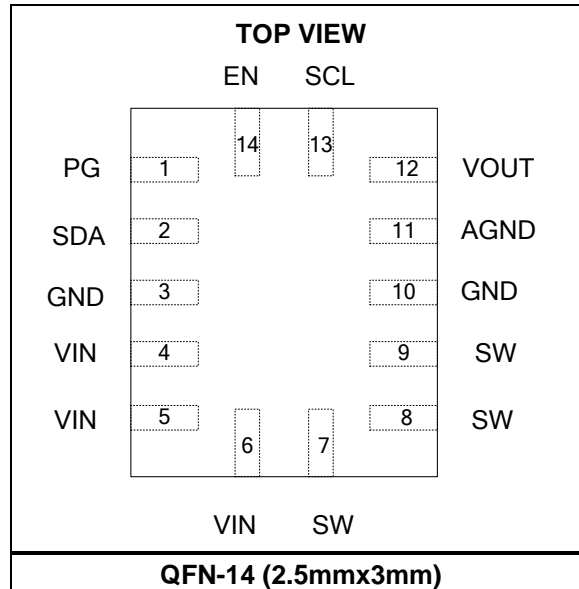 TOP VIEW
EN SCL
14 13
PG 1 12 VOUT
SDA 2 11 AGND
GND 3 10 GND
VIN 4 9 SW
VIN 5 8 SW
6 7
VIN SW
QFN-14 (2.5mmx3mm)